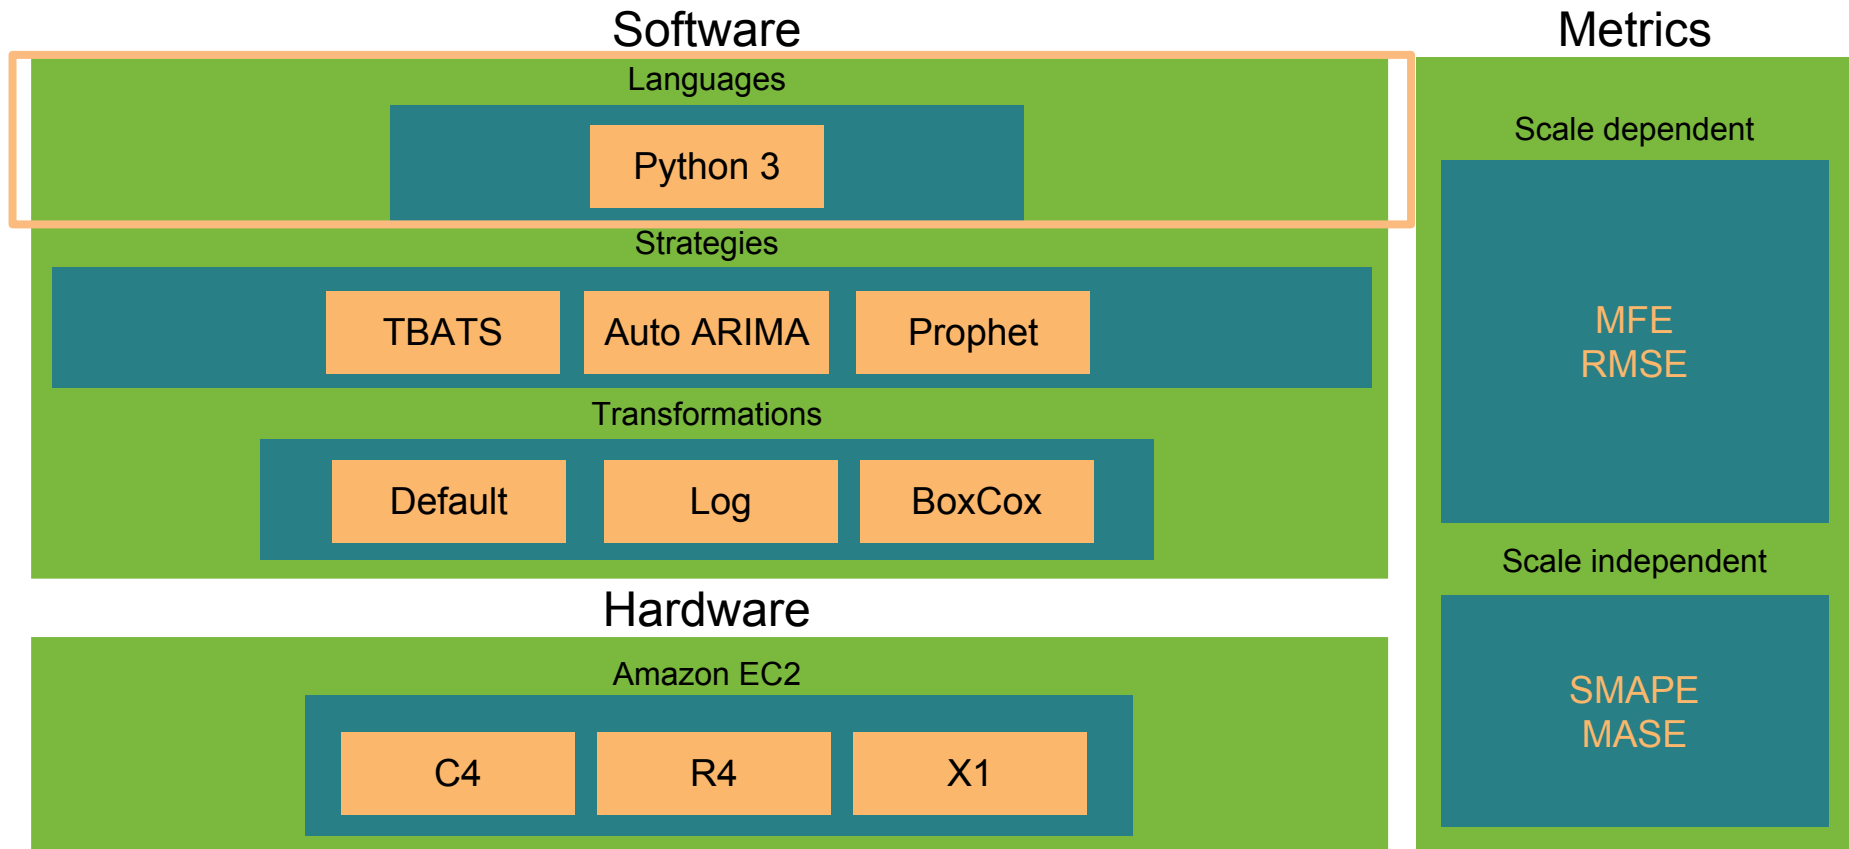 Software
Languages
Python 3
Strategies
TBATS
Auto ARIMA
Prophet
Transformations
Default
Log
BoxCox
Hardware
Amazon EC2
C4
R4
X1
Metrics
Scale dependent
MFE
RMSE
Scale independent
SMAPE
MASE